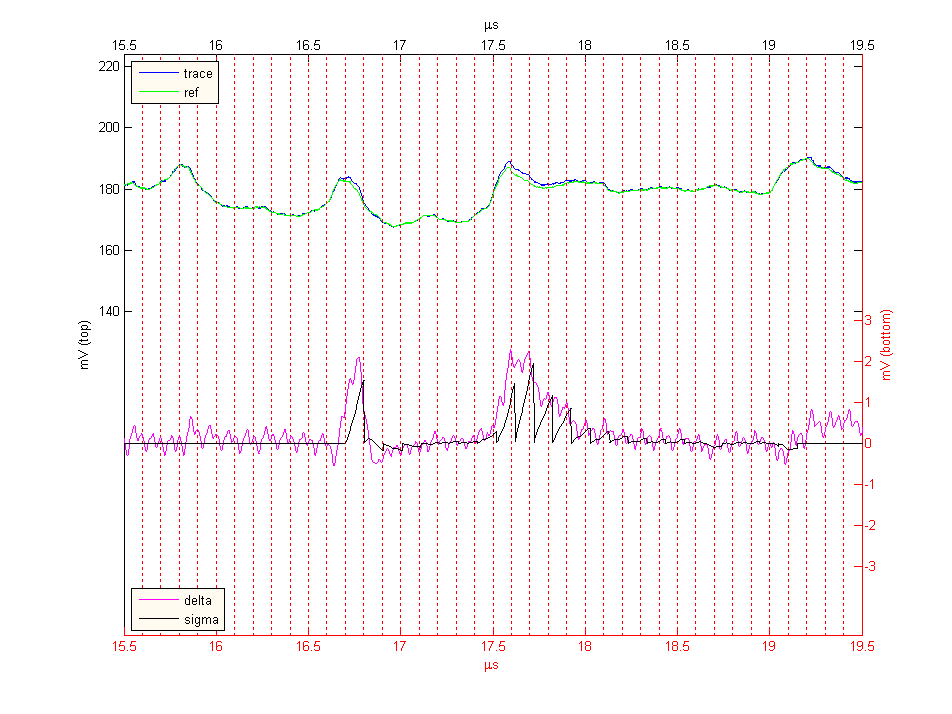 μs
15.5 16 16.5 17 17.5 18 18.5 19 19.5
220
trace
ref
200
180
160
140
mV (top)
3
2
1
0
-1
-2
-3
mV (bottom)
delta
sigma
15.5 16 16.5 17 17.5 18 18.5 19 19.5
μs